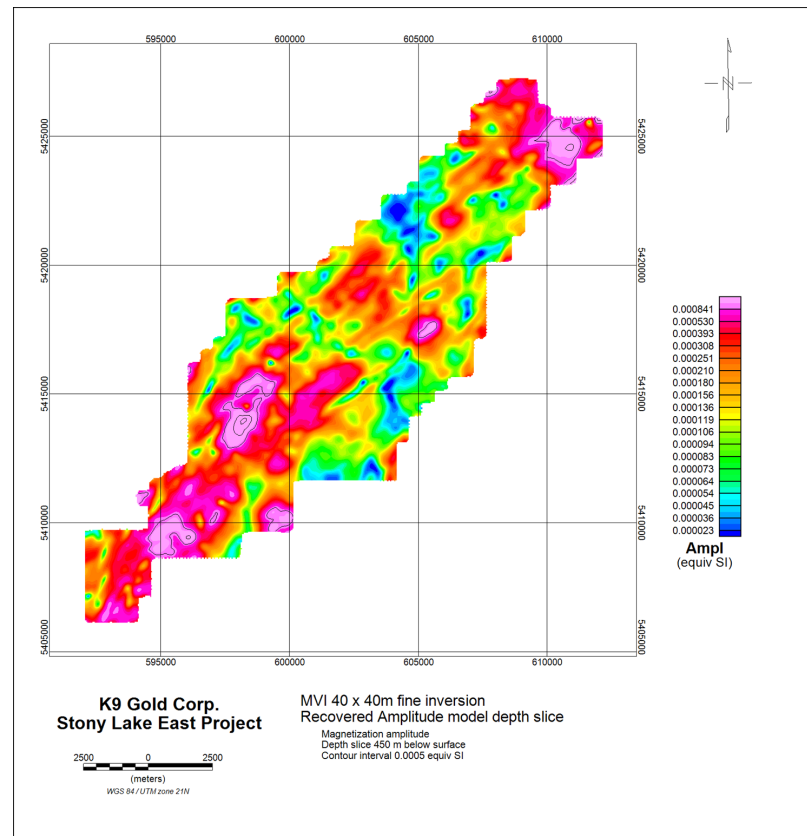 595000 600000 605000 610000
N
5425000 5425000
5420000 5420000
5415000 5415000
5410000 5410000
5405000 5405000
595000 600000 605000 610000
0.000841
0.000530
0.000393
0.000308
0.000251
0.000210
0.000180
0.000156
0.000136
0.000119
0.000106
0.000094
0.000083
0.000073
0.000064
0.000054
0.000045
0.000036
0.000023
Ampl
(equiv SI)
K9 Gold Corp.
Stony Lake East Project
2500 0 2500
(meters)
WGS 84 / UTM zone 21N
MVI 40 x 40m fine inversion
Recovered Amplitude model depth slice
Magnetization amplitude
Depth slice 450 m below surface
Contour interval 0.0005 equiv SI